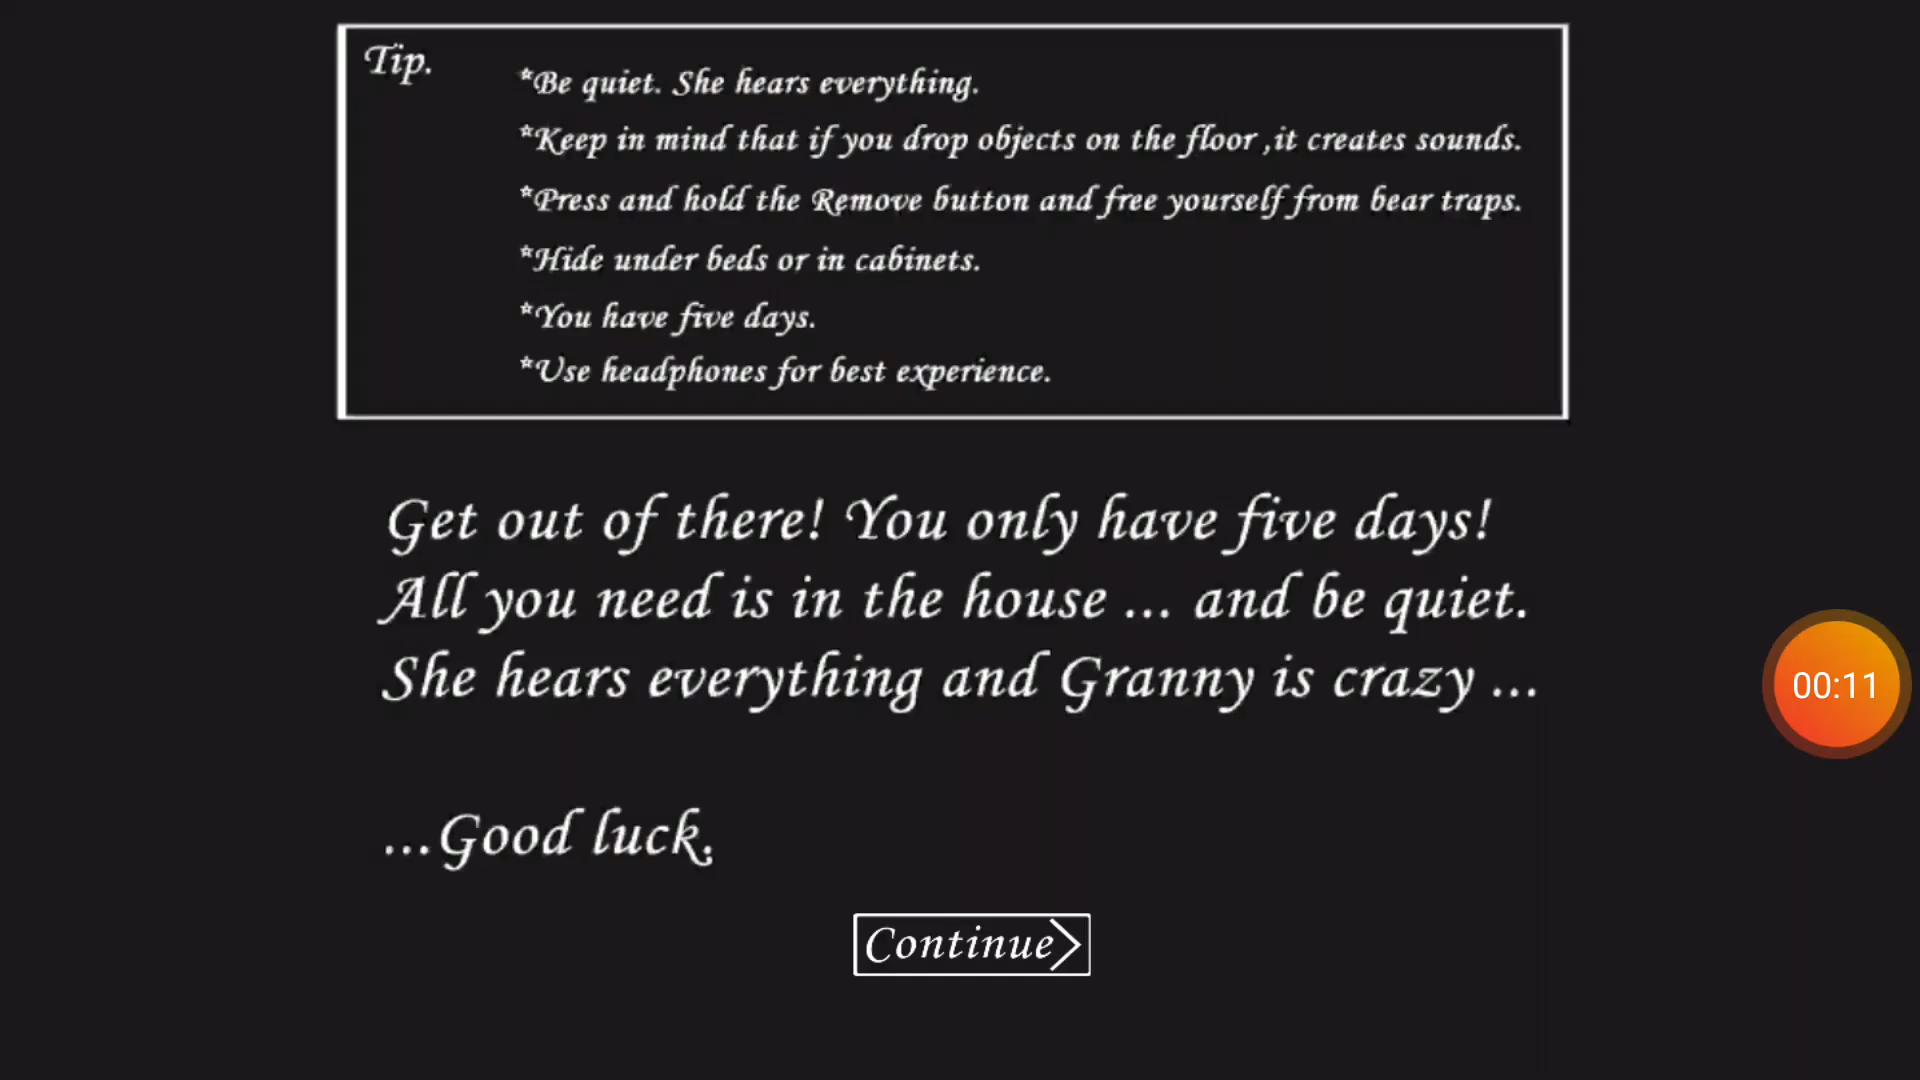 Tip.
*Be quiet. She hears everything.
*Keep in mind that if you drop objects on the floor ,it creates sounds.
*Press and hold the Remove button and free yourself from bear traps.
*Hide under beds or in cabinets.
*You have five days.
*Use headphones for best experience.
Get out of there! You only have five days!
All you need is in the house ... and be quiet.
She hears everything and Granny is crazy ...
...Good luck.
Continue>
00:11